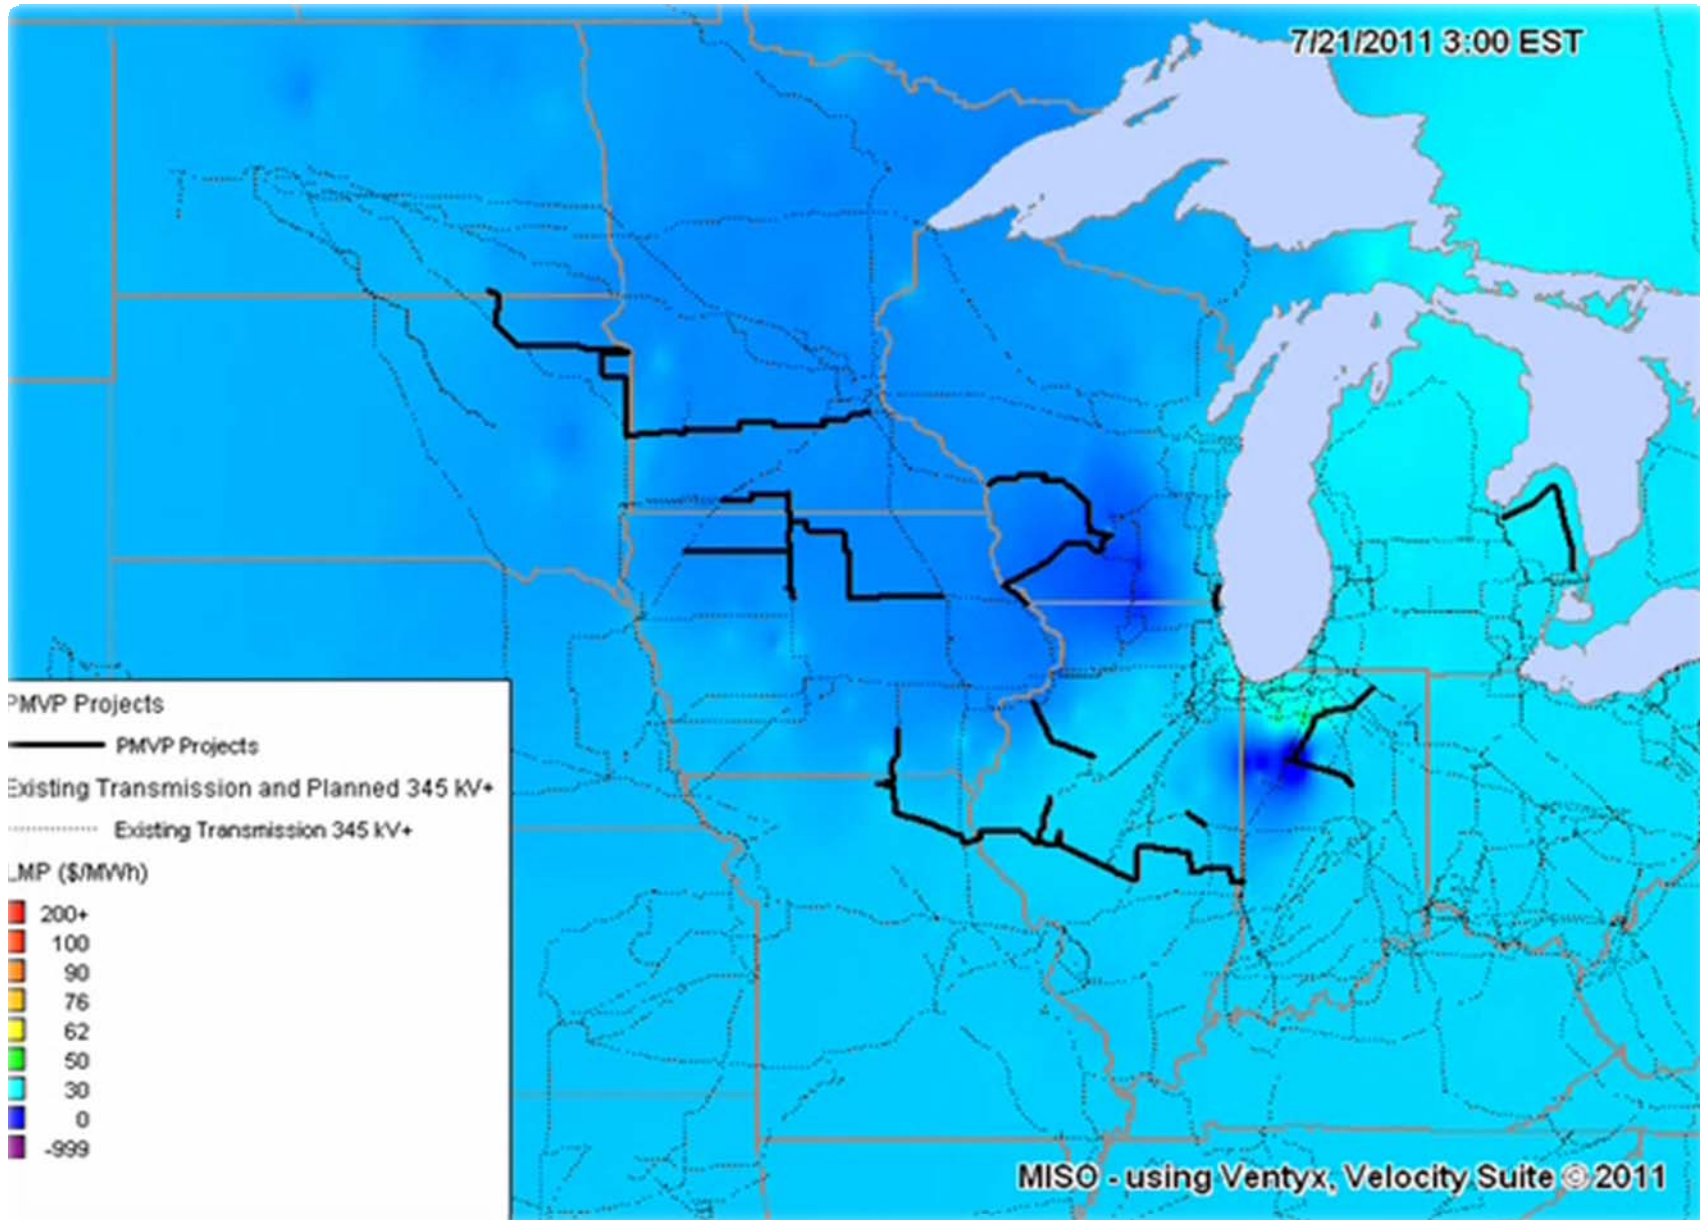 7/21/2011 3:00 EST
PMVP Projects
PMVP Projects
Existing Transmission and Planned 345 kV+
Existing Transmission 345 kV+
LMP ($/MWh)
200+
100
90
76
62
50
30
0
-999
MISO - using Ventyx, Velocity Suite © 2011